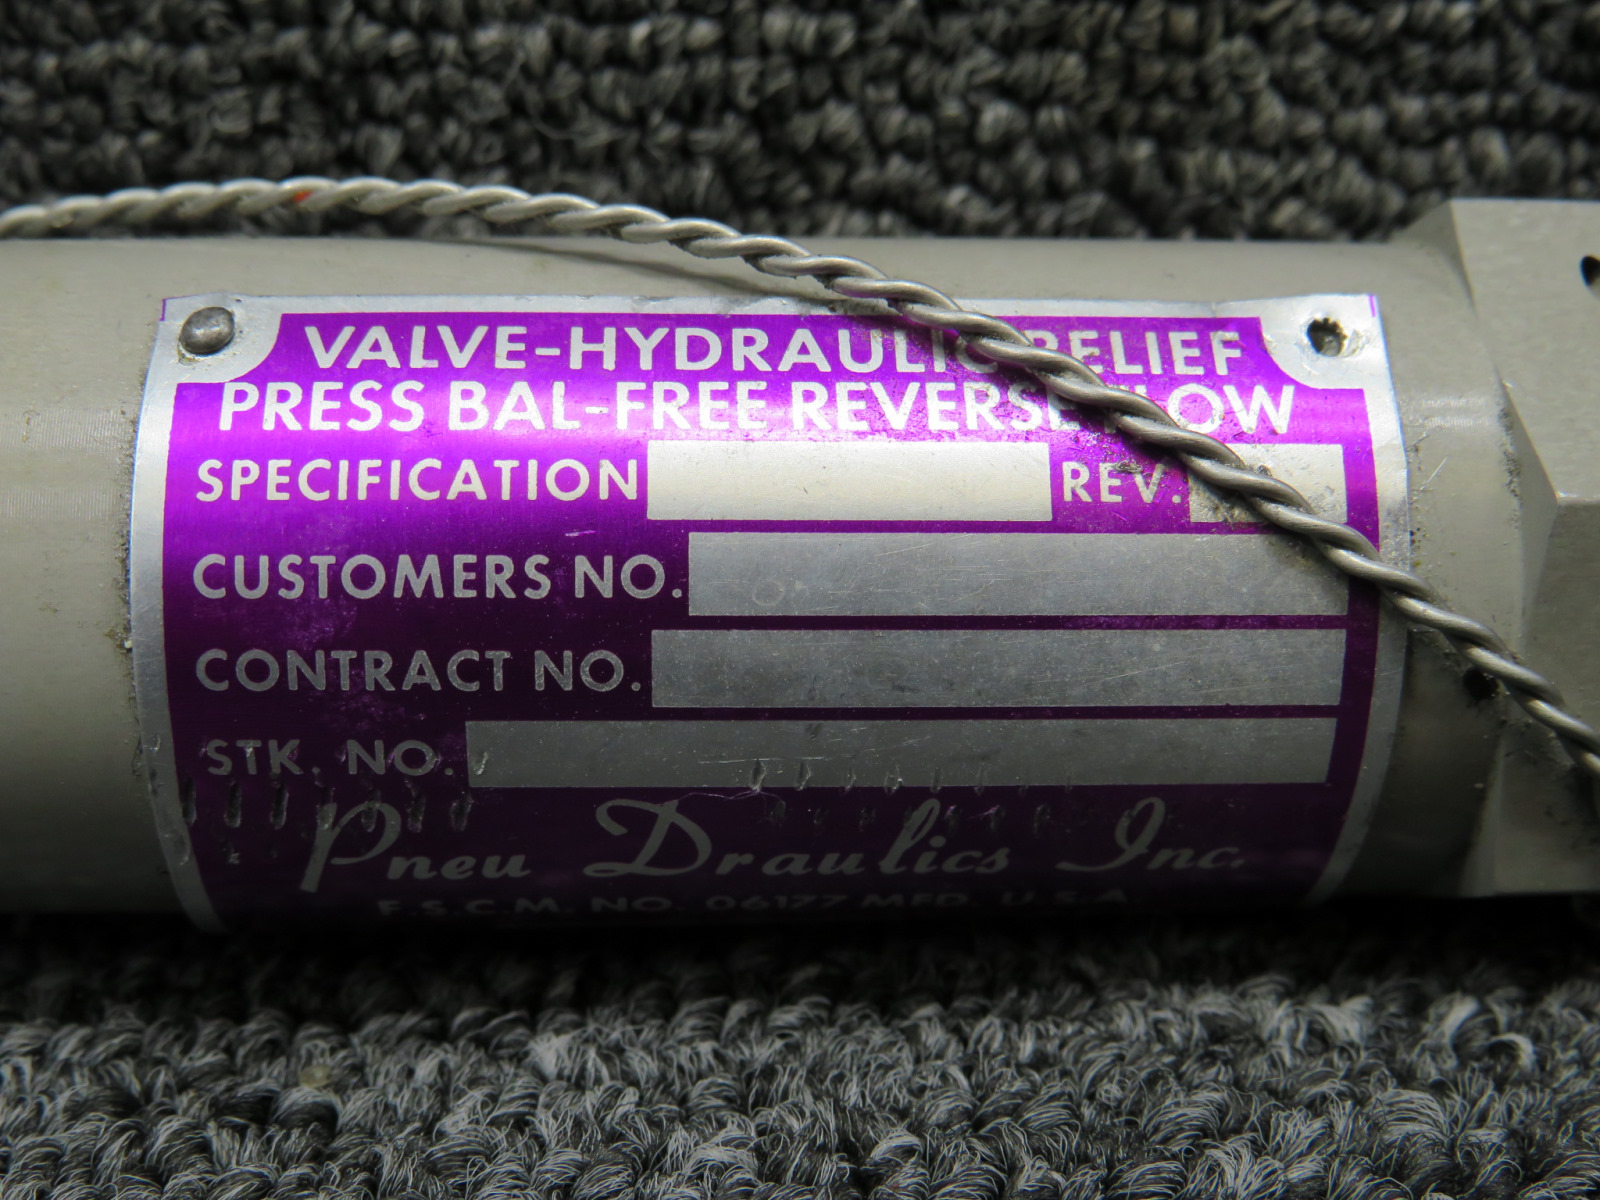 VALVE-HYDRAULIC RELIEF
PRESS BAL-FREE REVERSE FLOW
SPECIFICATION REV.
CUSTOMERS NO.
CONTRACT NO.
STK. NO.
Pneu Draulics Inc.
F.S.C.M. NO. 06177 MFD. U.S.A.